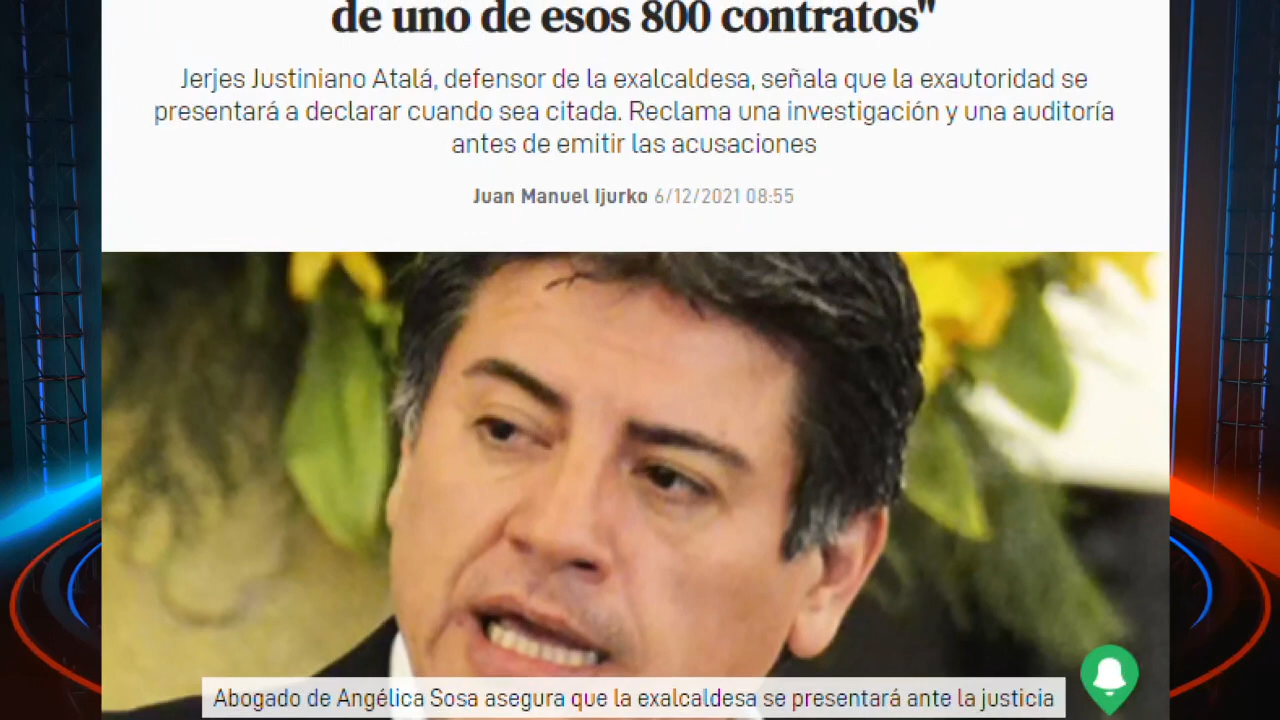 de uno de esos 800 contratos"
Jerjes Justiniano Atalá, defensor de la exalcaldesa, señala que la exautoridad se
presentará a declarar cuando sea citada. Reclama una investigación y una auditoría
antes de emitir las acusaciones
Juan Manuel Ijurko 6/12/2021 08:55
Abogado de Angélica Sosa asegura que la exalcaldesa se presentará ante la justicia